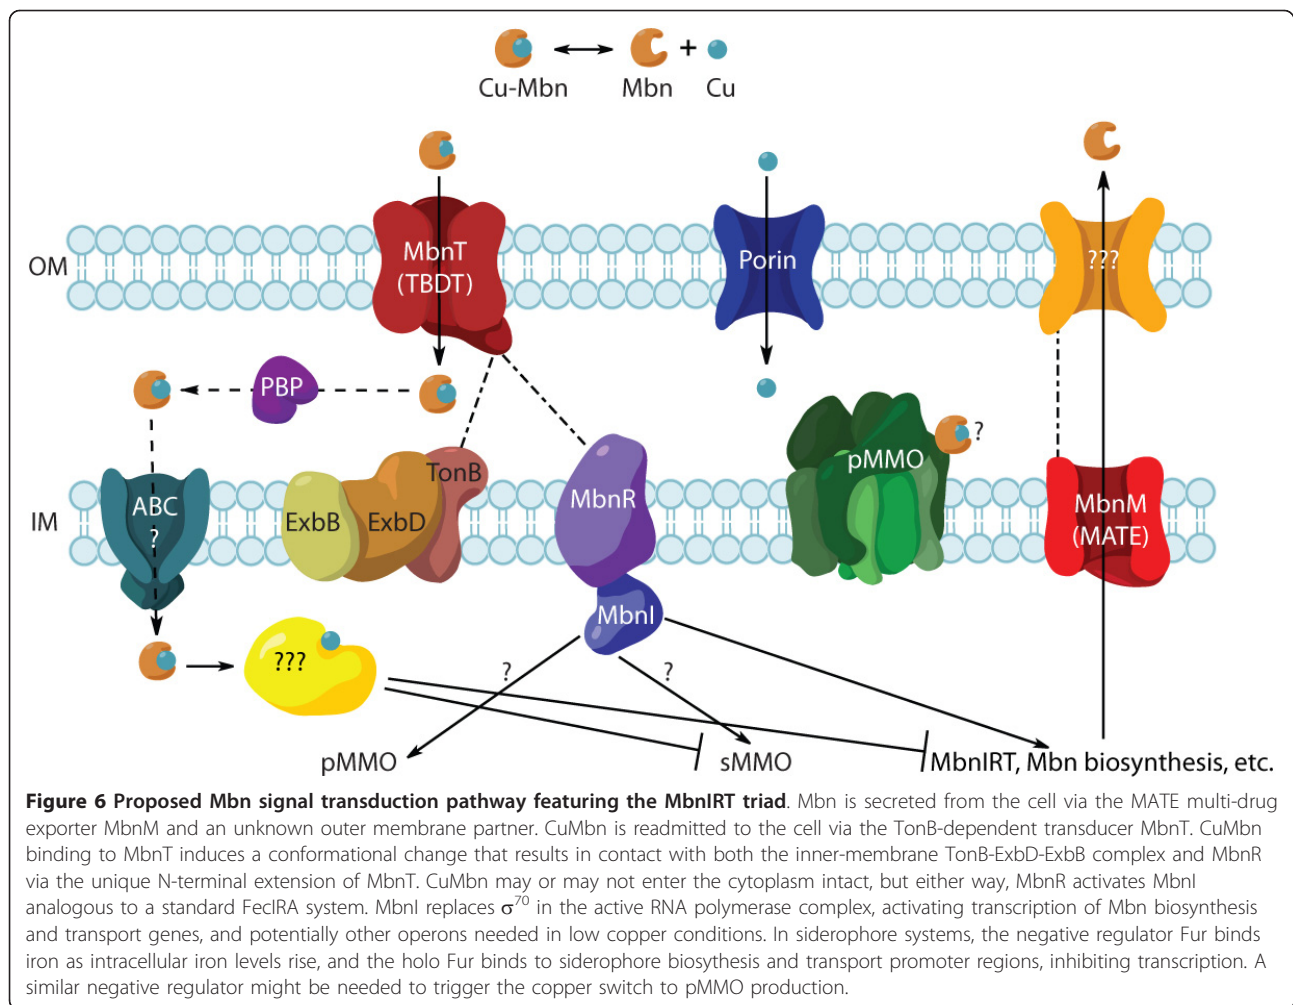 Cu-Mbn Mbn + Cu
OM
MbnT
(TBDT)
Porin
???
PBP
IM
ABC
?
ExbB
ExbD
TonB
MbnR
pMMO
?
MbnM
(MATE)
MbnI
???
?
?
pMMO
sMMO
MbnIRT, Mbn biosynthesis, etc.
Figure 6 Proposed Mbn signal transduction pathway featuring the MbnIRT triad. Mbn is secreted from the cell via the MATE multi-drug
exporter MbnM and an unknown outer membrane partner. CuMbn is readmitted to the cell via the TonB-dependent transducer MbnT. CuMbn
binding to MbnT induces a conformational change that results in contact with both the inner-membrane TonB-ExbD-ExbB complex and MbnR
via the unique N-terminal extension of MbnT. CuMbn may or may not enter the cytoplasm intact, but either way, MbnR activates MbnI
analogous to a standard FecIRA system. MbnI replaces σ⁷⁰ in the active RNA polymerase complex, activating transcription of Mbn biosynthesis
and transport genes, and potentially other operons needed in low copper conditions. In siderophore systems, the negative regulator Fur binds
iron as intracellular iron levels rise, and the holo Fur binds to siderophore biosythesis and transport promoter regions, inhibiting transcription. A
similar negative regulator might be needed to trigger the copper switch to pMMO production.